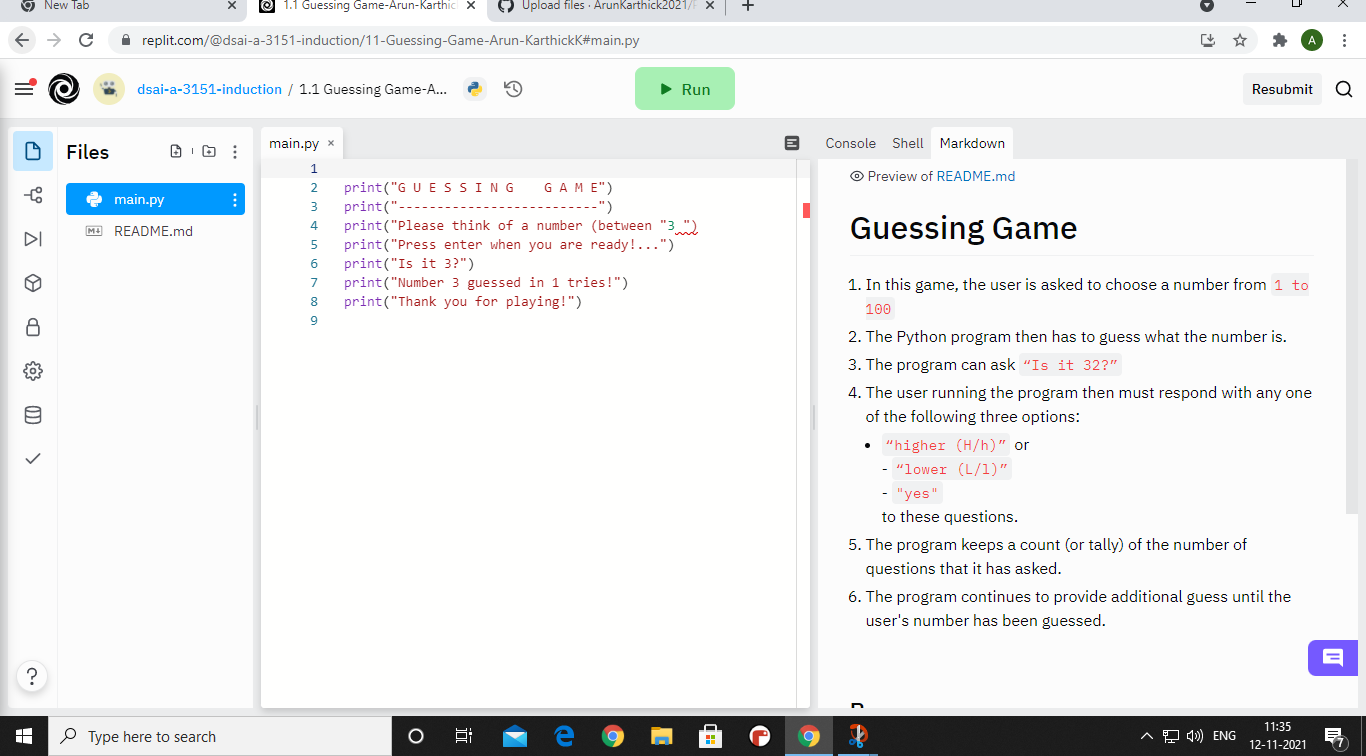 New Tab
1.1 Guessing Game-Arun-Karthic
Upload files · ArunKarthick2021/
replit.com/@dsai-a-3151-induction/11-Guessing-Game-Arun-KarthickK#main.py
A
dsai-a-3151-induction / 1.1 Guessing Game-A...
Run
Resubmit
Files
main.py
README.md
main.py
1
2 print("G U E S S I N G    G A M E")
3 print("--------------------------")
4 print("Please think of a number (between "3 ")
5 print("Press enter when you are ready!...")
6 print("Is it 3?")
7 print("Number 3 guessed in 1 tries!")
8 print("Thank you for playing!")
9
Console Shell Markdown
Preview of README.md
Guessing Game
1. In this game, the user is asked to choose a number from 1 to
100
2. The Python program then has to guess what the number is.
3. The program can ask “Is it 32?”
4. The user running the program then must respond with any one
of the following three options:
• “higher (H/h)” or
- “lower (L/l)”
- "yes"
to these questions.
5. The program keeps a count (or tally) of the number of
questions that it has asked.
6. The program continues to provide additional guess until the
user's number has been guessed.
?
Type here to search
ENG
11:35
12-11-2021
7